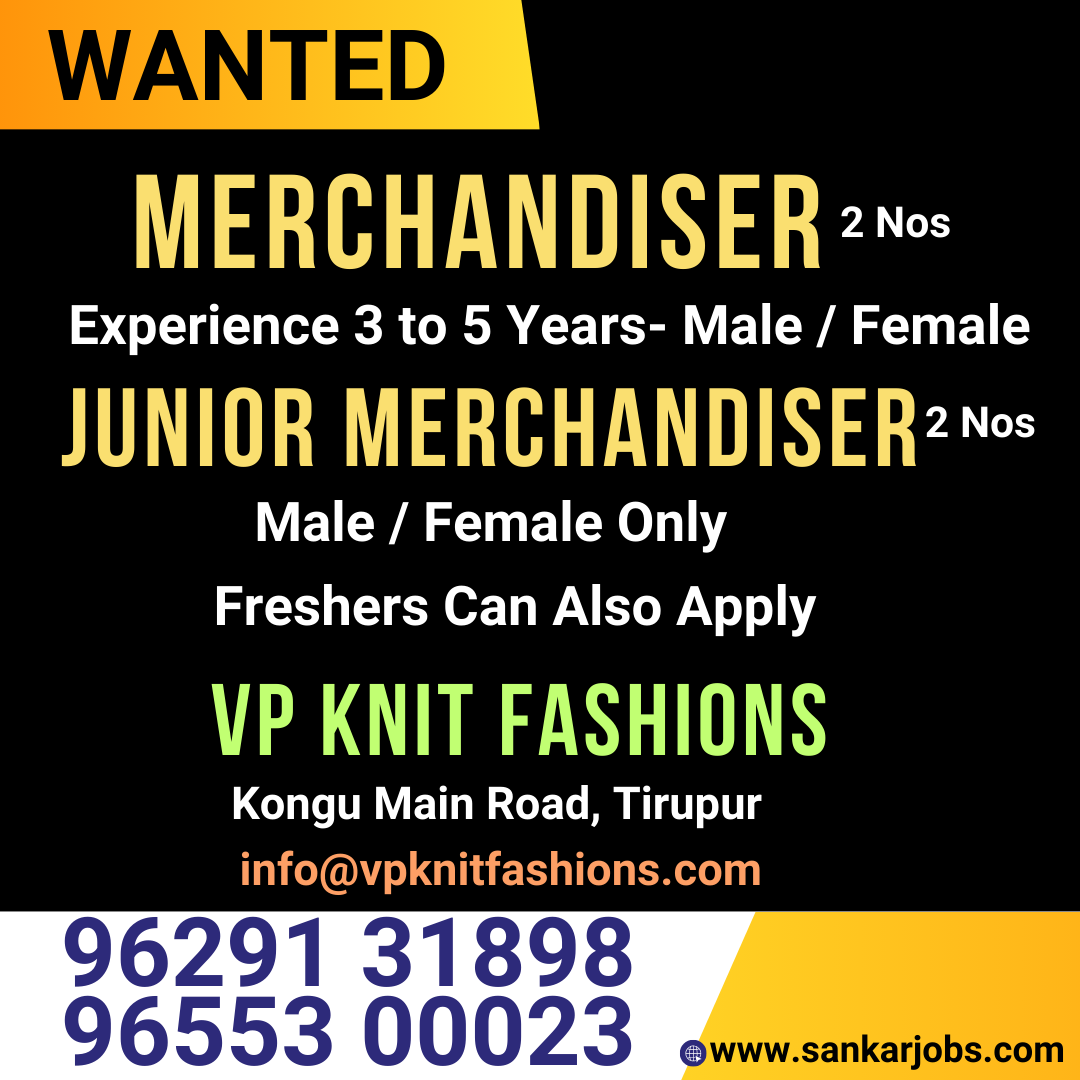 WANTED
MERCHANDISER 2 Nos
Experience 3 to 5 Years- Male / Female
JUNIOR MERCHANDISER 2 Nos
Male / Female Only
Freshers Can Also Apply
VP KNIT FASHIONS
Kongu Main Road, Tirupur
info@vpknitfashions.com
96291 31898
96553 00023
www.sankarjobs.com